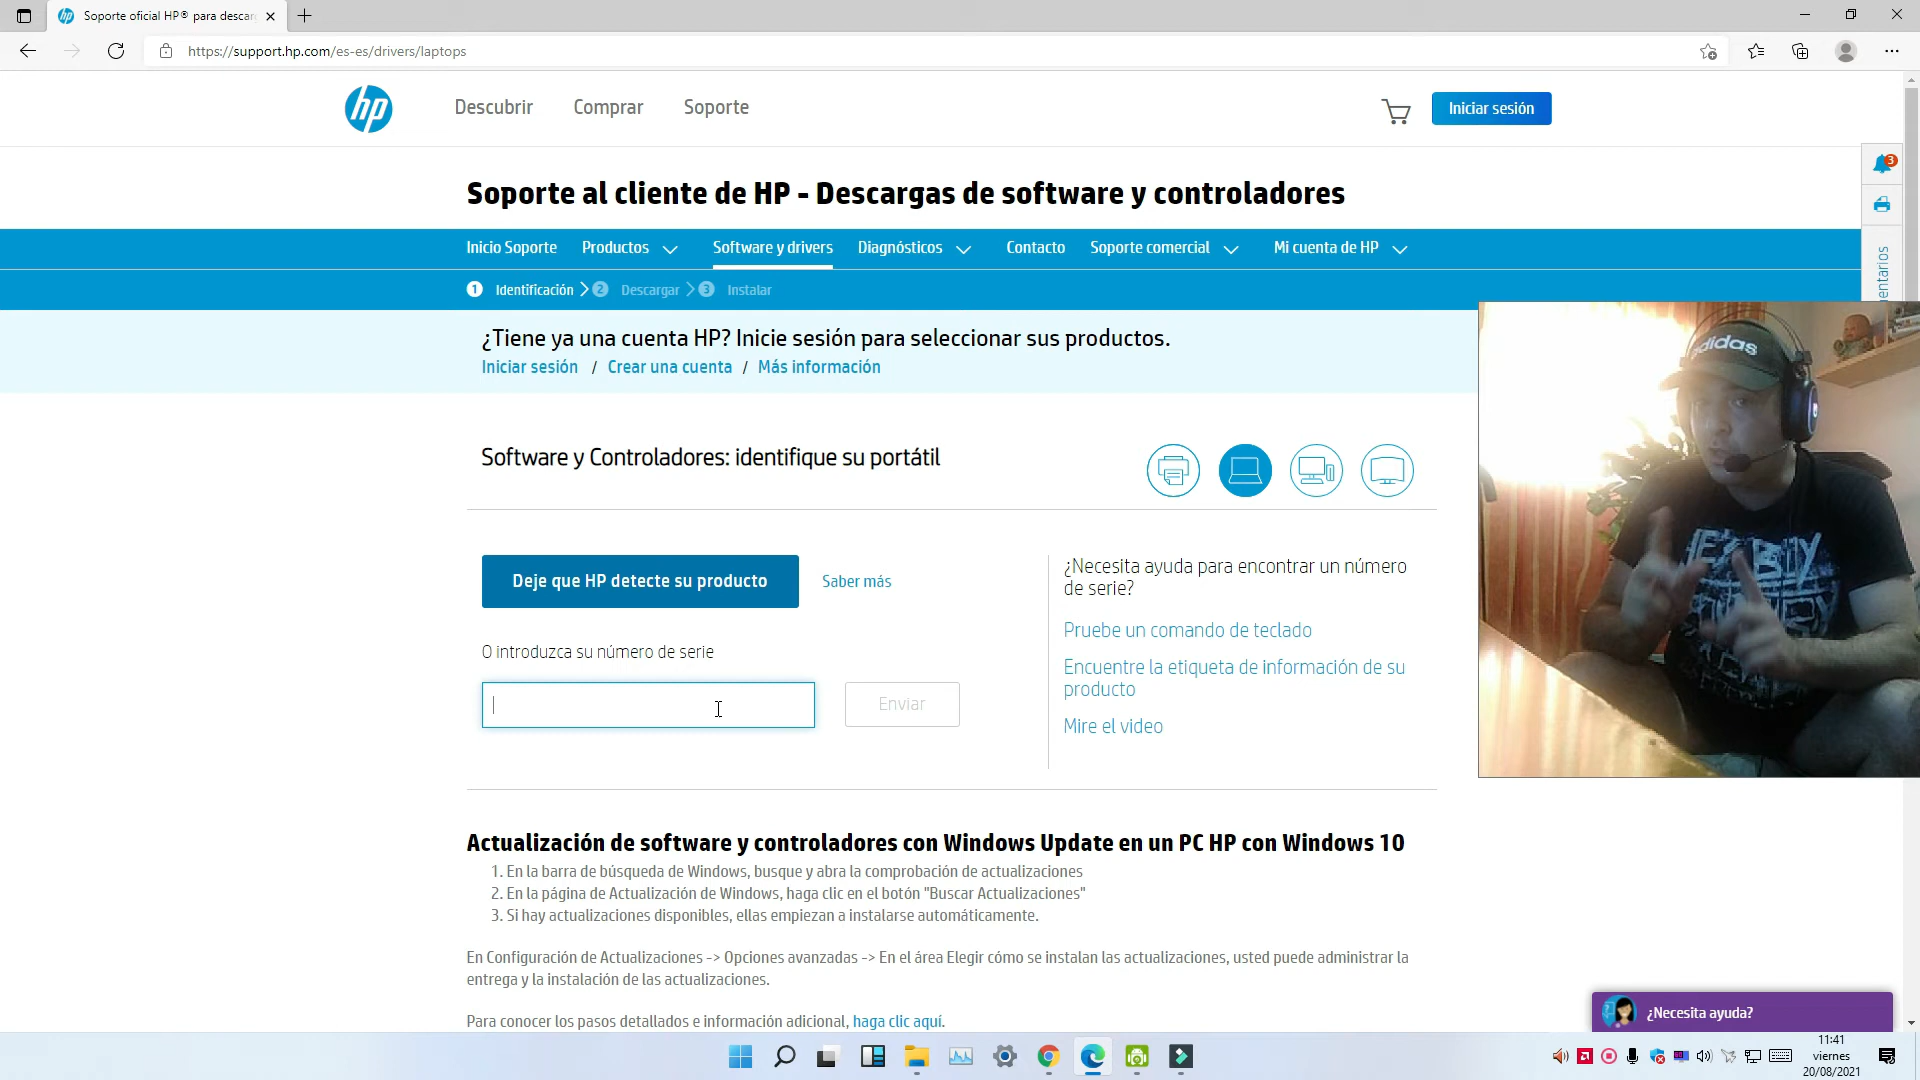 Soporte oficial HP® para descar
https://support.hp.com/es-es/drivers/laptops
hp
Descubrir
Comprar
Soporte
Iniciar sesión
3
Soporte al cliente de HP - Descargas de software y controladores
Inicio Soporte
Productos
Software y drivers
Diagnósticos
Contacto
Soporte comercial
Mi cuenta de HP
1 Identificación
2 Descargar
3 Instalar
entarios
¿Tiene ya una cuenta HP? Inicie sesión para seleccionar sus productos.
Iniciar sesión / Crear una cuenta / Más información
adidas
Software y Controladores: identifique su portátil
Deje que HP detecte su producto
Saber más
O introduzca su número de serie
Enviar
¿Necesita ayuda para encontrar un número
de serie?
Pruebe un comando de teclado
Encuentre la etiqueta de información de su
producto
Mire el video
Actualización de software y controladores con Windows Update en un PC HP con Windows 10
1. En la barra de búsqueda de Windows, busque y abra la comprobación de actualizaciones
2. En la página de Actualización de Windows, haga clic en el botón "Buscar Actualizaciones"
3. Si hay actualizaciones disponibles, ellas empiezan a instalarse automáticamente.
En Configuración de Actualizaciones -> Opciones avanzadas -> En el área Elegir cómo se instalan las actualizaciones, usted puede administrar la
entrega y la instalación de las actualizaciones.
Para conocer los pasos detallados e información adicional, haga clic aquí.
¿Necesita ayuda?
11:41
viernes
20/08/2021